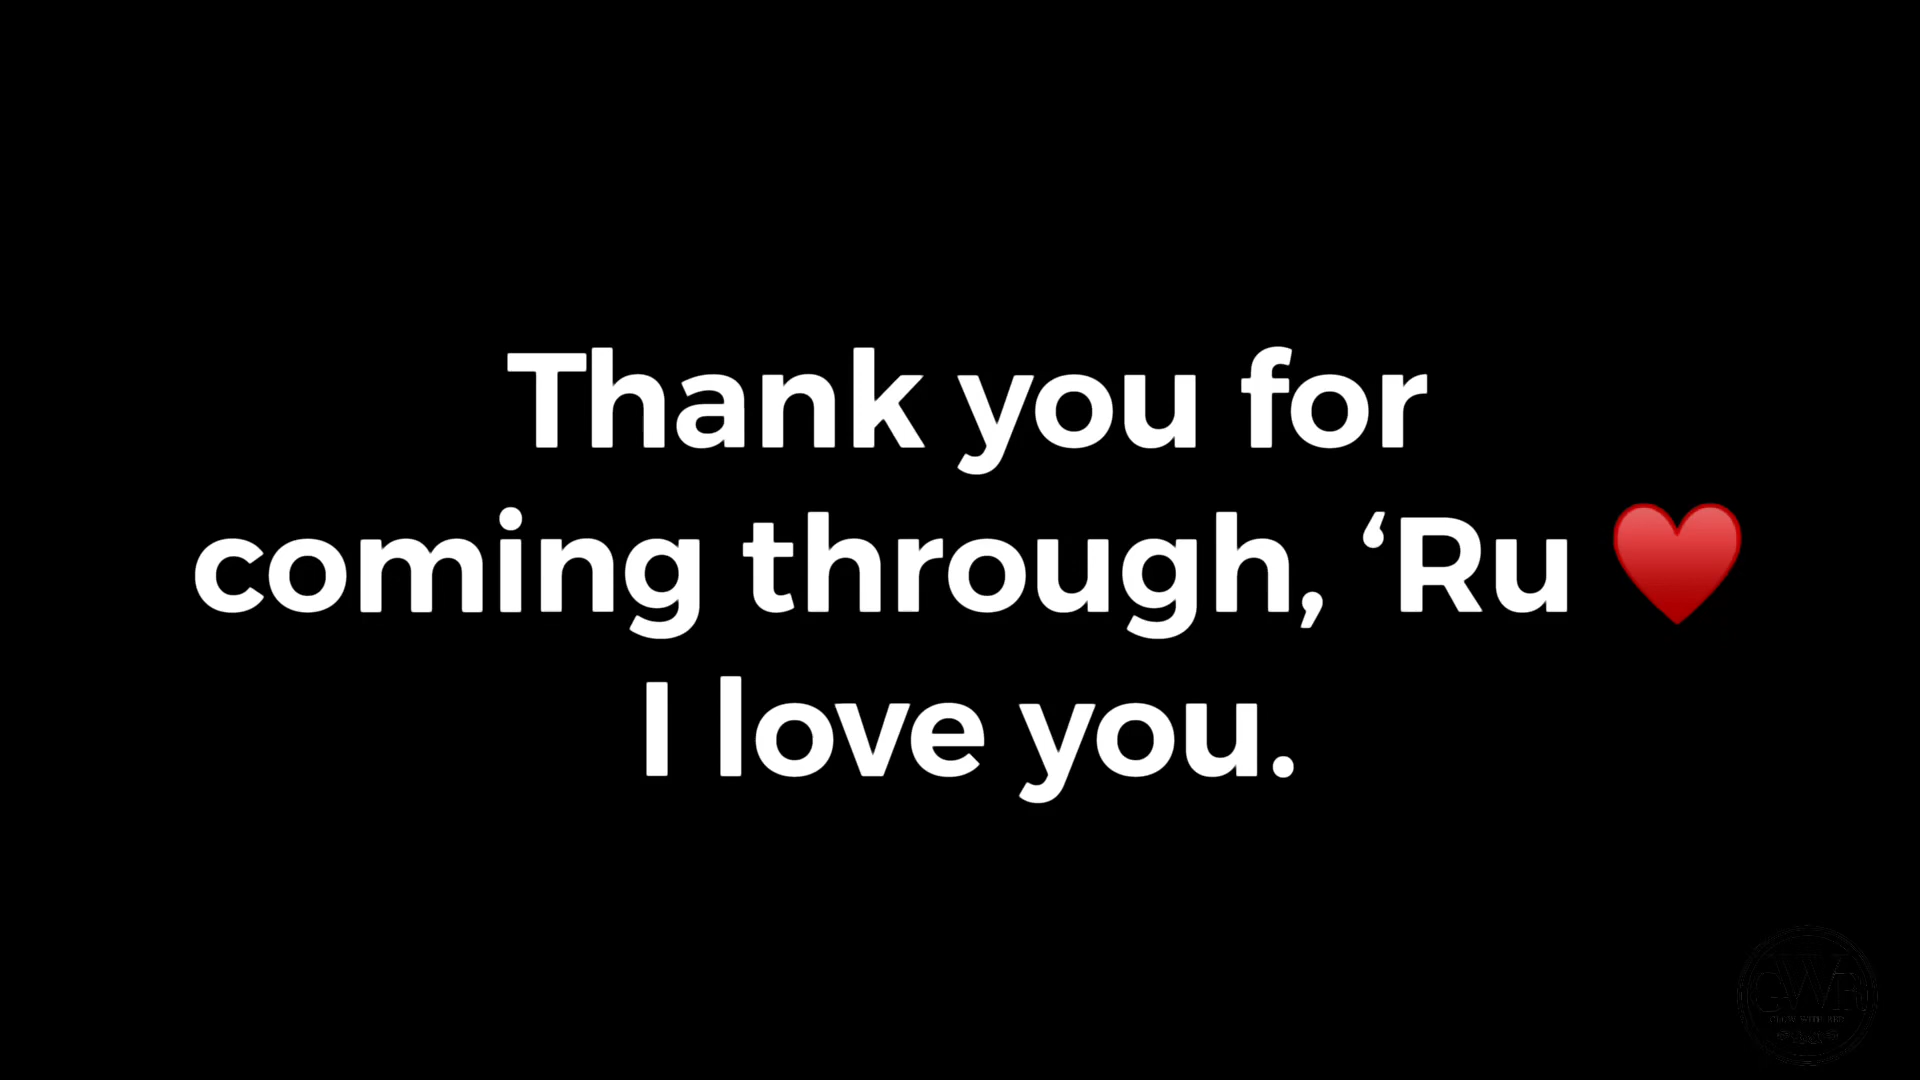 Thank you for
coming through, ‘Ru ♥️
I love you.